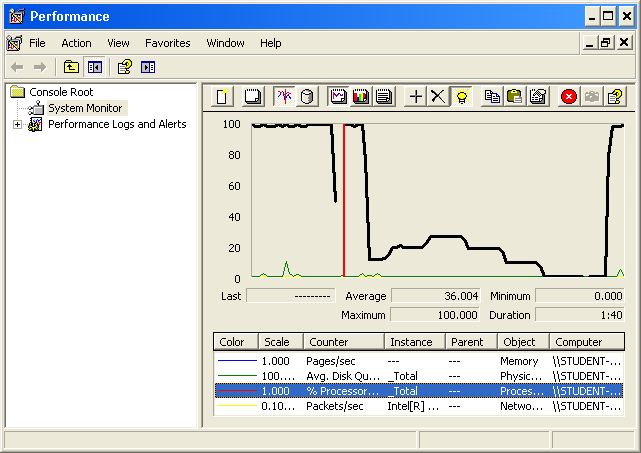 Performance
File Action View Favorites Window Help
Console Root
System Monitor
Performance Logs and Alerts
100
80
60
40
20
0
Last --------- Average 36.004 Minimum 0.000
Maximum 100.000 Duration 1:40
Color Scale Counter Instance Parent Object Computer
1.000 Pages/sec --- --- Memory \\STUDENT-...
100.... Avg. Disk Qu... _Total --- Physic... \\STUDENT-...
1.000 % Processor... _Total --- Proces... \\STUDENT-...
0.10... Packets/sec Intel[R] ... --- Netwo... \\STUDENT-...